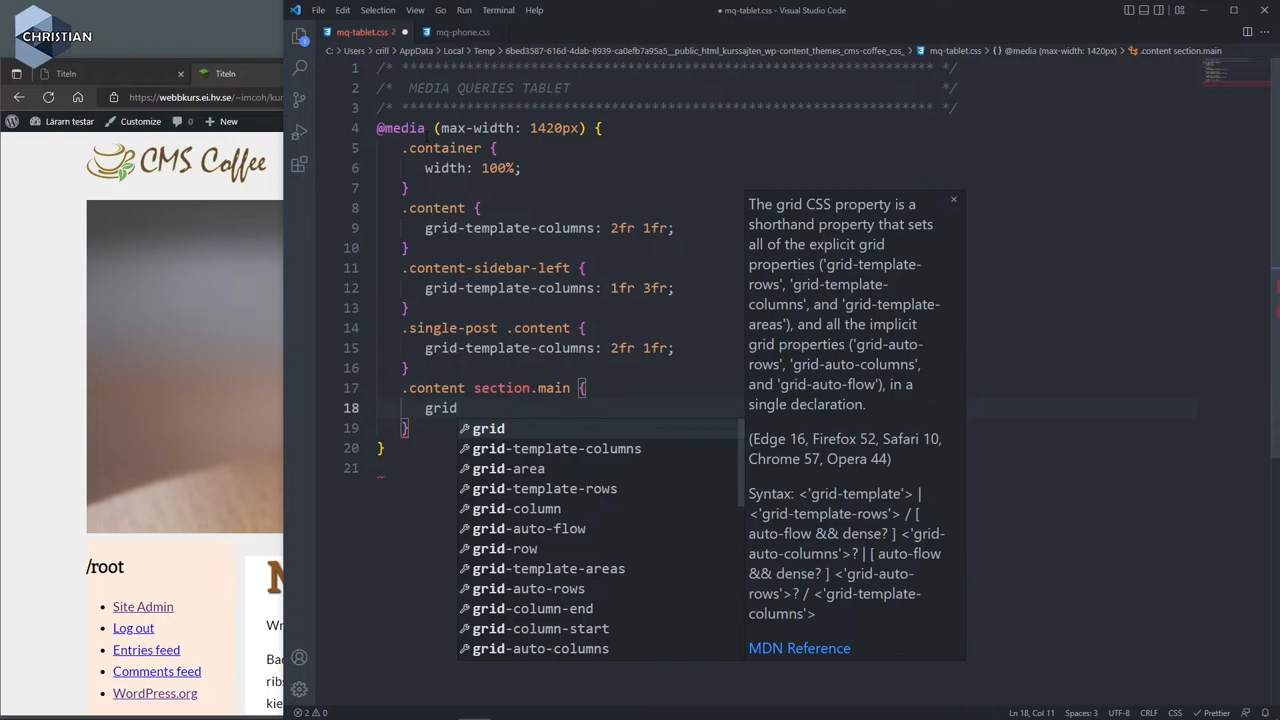 CHRISTIAN
File Edit Selection View Go Run Terminal Help
● mq-tablet.css - Visual Studio Code
Titeln × Titeln
mq-tablet.css 2 ● mq-phone.css
https://webbkurs.ei.hv.se/~imcoh/kurs
C: > Users > crill > AppData > Local > Temp > 6bed3587-616d-4dab-8939-ca0efb7a95a5__public_html_kurssajten_wp-content_themes_cms-coffee_css_ > mq-tablet.css > {} @media (max-width: 1420px) > .content section.main
Läran testar Customize 0 New
CMS Coffee
1 /* *********************************************************************** */
2 /* MEDIA QUERIES TABLET */
3 /* *********************************************************************** */
4 @media (max-width: 1420px) {
5 .container {
6 width: 100%;
7 }
8 .content {
9 grid-template-columns: 2fr 1fr;
10 }
11 .content-sidebar-left {
12 grid-template-columns: 1fr 3fr;
13 }
14 .single-post .content {
15 grid-template-columns: 2fr 1fr;
16 }
17 .content section.main {
18 grid
19 }
20 }
21
grid
grid-template-columns
grid-area
grid-template-rows
grid-column
grid-auto-flow
grid-row
grid-template-areas
grid-auto-rows
grid-column-end
grid-column-start
grid-auto-columns
The grid CSS property is a
shorthand property that sets
all of the explicit grid
properties ('grid-template-
rows', 'grid-template-
columns', and 'grid-template-
areas'), and all the implicit
grid properties ('grid-auto-
rows', 'grid-auto-columns',
and 'grid-auto-flow'), in a
single declaration.
(Edge 16, Firefox 52, Safari 10,
Chrome 57, Opera 44)
Syntax: <'grid-template'> |
<'grid-template-rows'> / [
auto-flow && dense? ] <'grid-
auto-columns'>? | [ auto-flow
&& dense? ] <'grid-auto-
rows'>? / <'grid-template-
columns'>
MDN Reference
/root
Site Admin
Log out
Entries feed
Comments feed
WordPress.org
2 0
Ln 18, Col 11 Spaces: 3 UTF-8 CRLF CSS Prettier